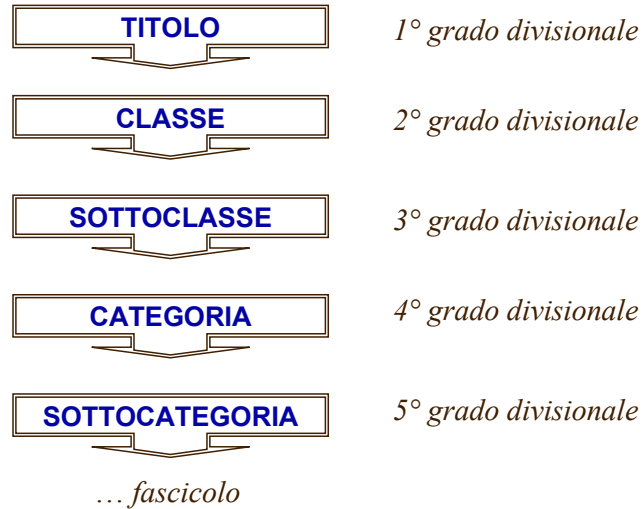 TITOLO 1° grado divisionale
CLASSE 2° grado divisionale
SOTTOCLASSE 3° grado divisionale
CATEGORIA 4° grado divisionale
SOTTOCATEGORIA 5° grado divisionale
… fascicolo